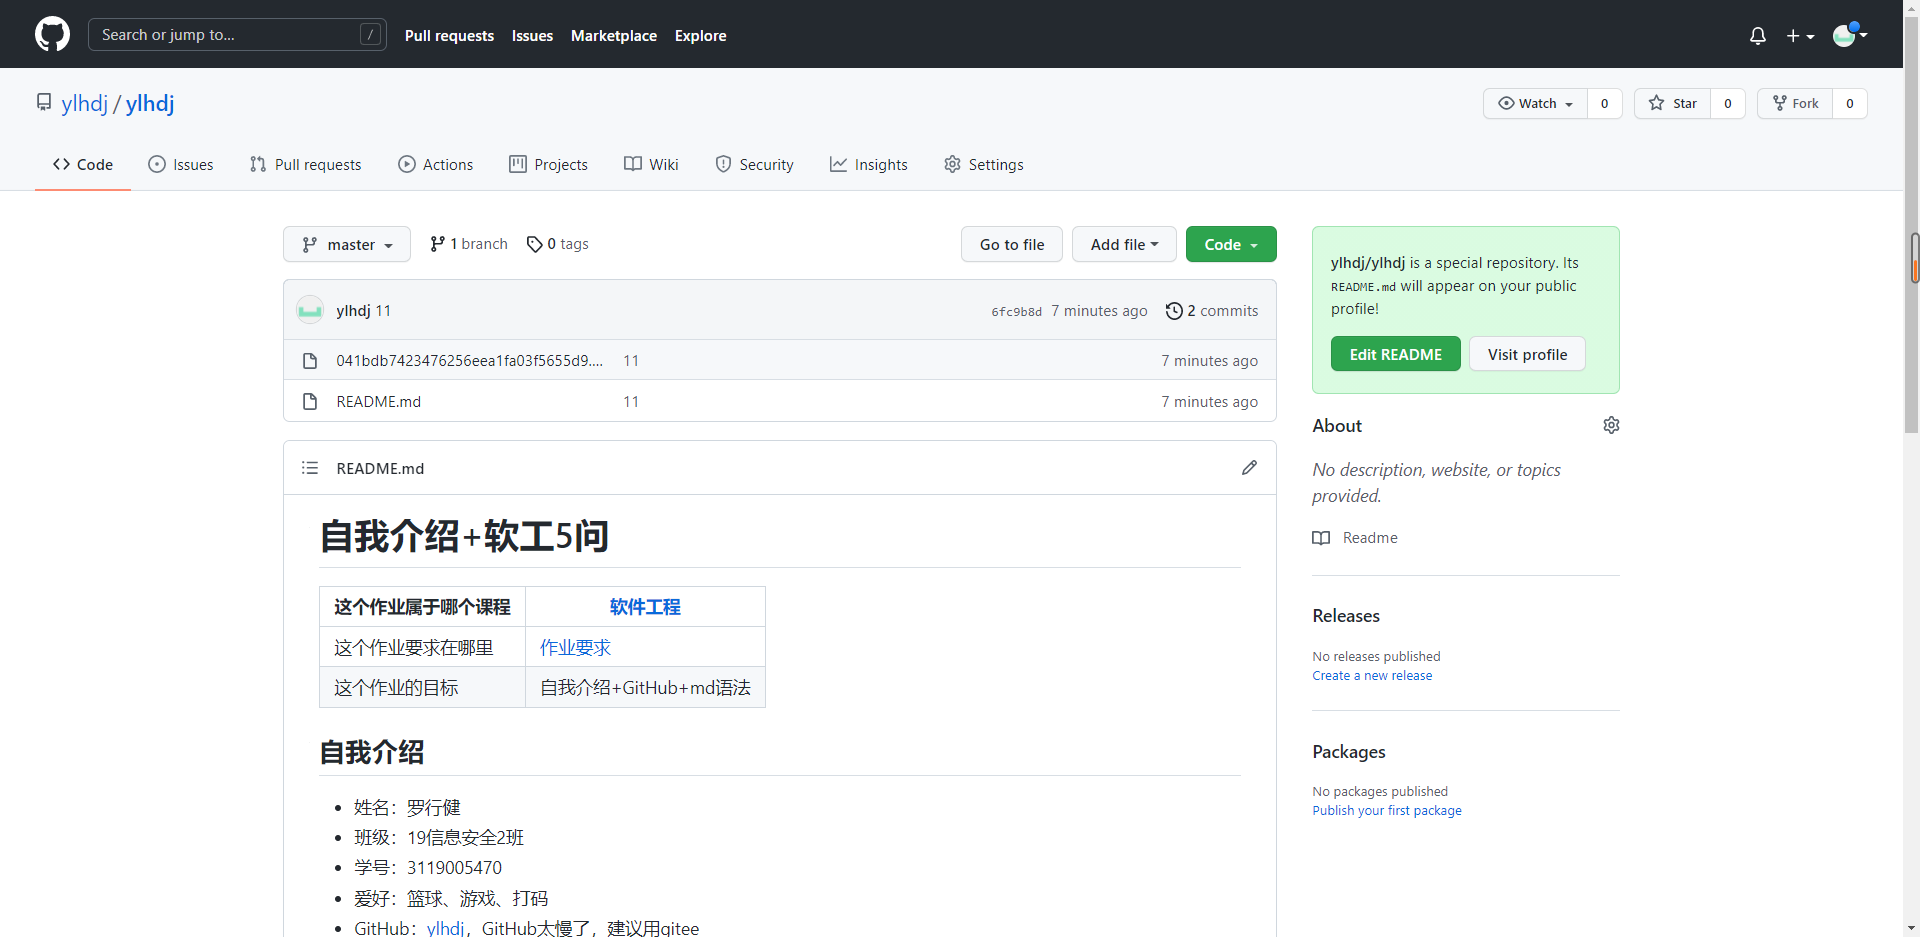 Search or jump to... /
Pull requests Issues Marketplace Explore
ylhdj / ylhdj
Watch 0 Star 0 Fork 0
Code Issues Pull requests Actions Projects Wiki Security Insights Settings
master 1 branch 0 tags Go to file Add file Code
ylhdj 11 6fc9b8d 7 minutes ago 2 commits
041bdb7423476256eea1fa03f5655d9.... 11 7 minutes ago
README.md 11 7 minutes ago
README.md
自我介绍+软工5问
这个作业属于哪个课程 软件工程
这个作业要求在哪里 作业要求
这个作业的目标 自我介绍+GitHub+md语法
自我介绍
姓名：罗行健
班级：19信息安全2班
学号：3119005470
爱好：篮球、游戏、打码
GitHub：ylhdj，GitHub太慢了，建议用gitee
ylhdj/ylhdj is a special repository. Its
README.md will appear on your public
profile!
Edit README Visit profile
About
No description, website, or topics
provided.
Readme
Releases
No releases published
Create a new release
Packages
No packages published
Publish your first package